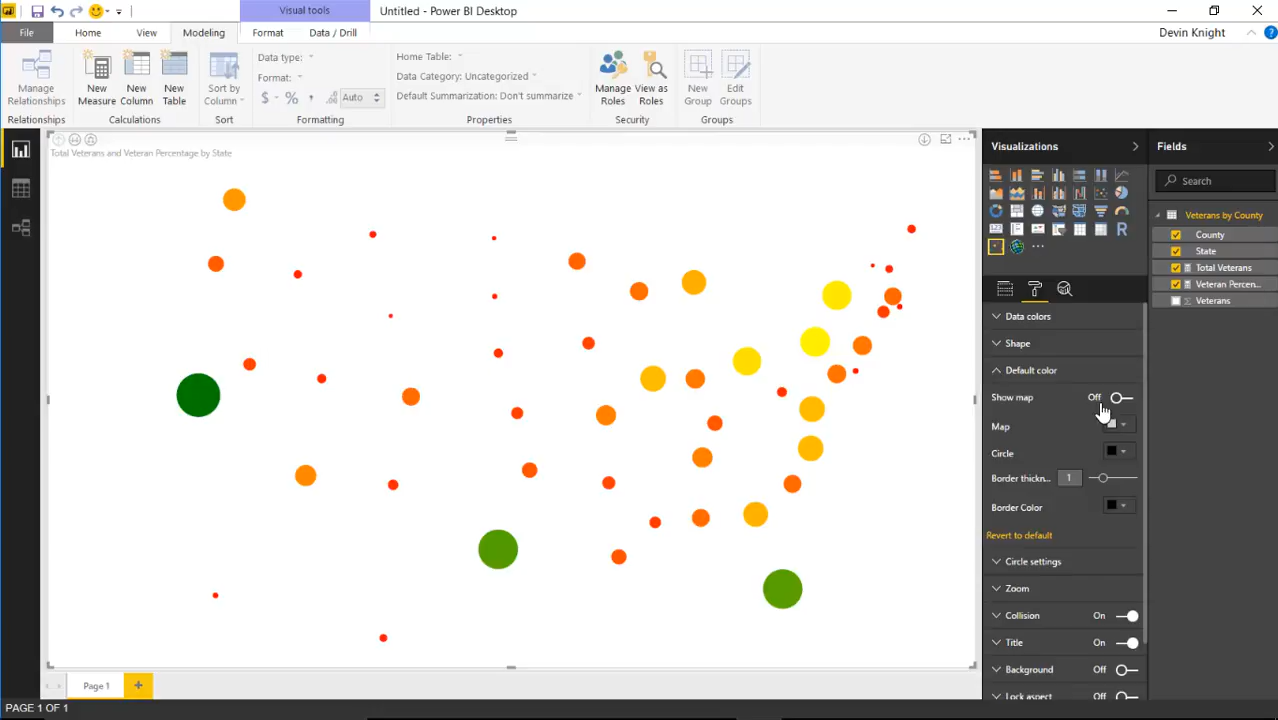 Visual tools
Untitled - Power BI Desktop
File
Home
View
Modeling
Format
Data / Drill
Devin Knight
?
Manage
Relationships
New
Measure
New
Column
New
Table
Sort by
Column
Data type:
Format:
$ % , .00 Auto
Home Table:
Data Category: Uncategorized
Default Summarization: Don't summarize
Manage
Roles
View as
Roles
New
Group
Edit
Groups
Relationships
Calculations
Sort
Formatting
Properties
Security
Groups
Total Veterans and Veteran Percentage by State
Visualizations
R
Data colors
Shape
Default color
Show map Off
Map
Circle
Border thickn... 1
Border Color
Revert to default
Circle settings
Zoom
Collision On
Title On
Background Off
Lock aspect Off
Fields
Search
Veterans by County
County
State
Total Veterans
Veteran Percen...
Veterans
Page 1
PAGE 1 OF 1